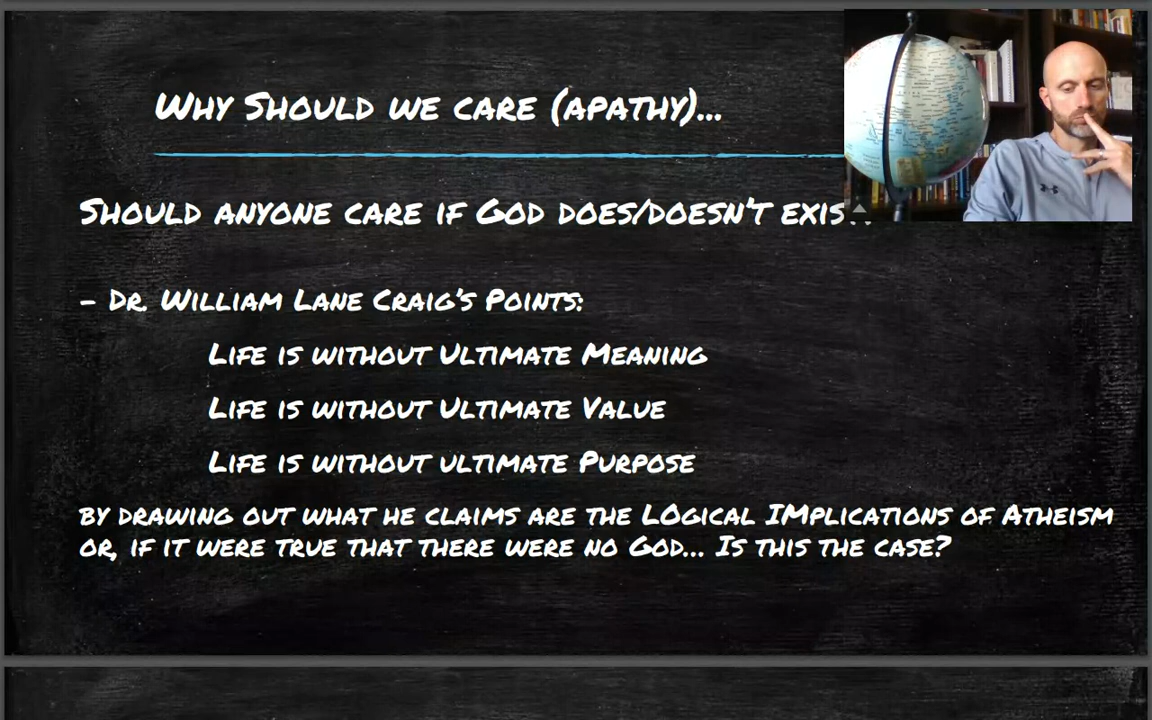 Why Should we care (apathy)...
Should anyone care if God does/doesn't
- Dr. William Lane Craig's Points:
Life is without Ultimate Meaning
Life is without Ultimate Value
Life is without ultimate Purpose
by drawing out what he claims are the LOgical IMplications of Atheism
or, if it were true that there were no God... Is this the case?